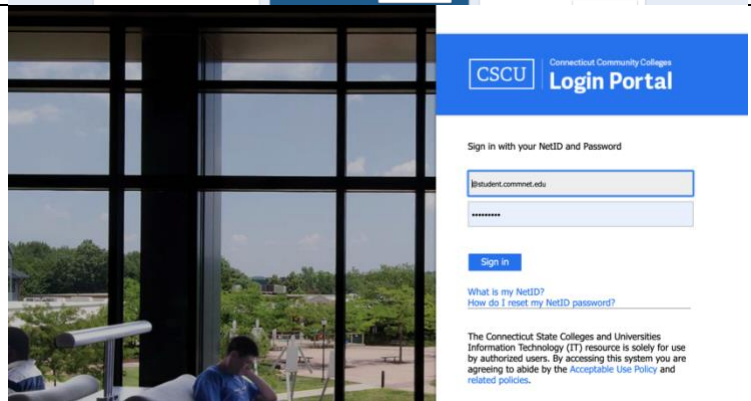 CSCU
Connecticut Community Colleges
Login Portal
Sign in with your NetID and Password
@student.commnet.edu
•••••••••
Sign in
What is my NetID?
How do I reset my NetID password?
The Connecticut State Colleges and Universities
Information Technology (IT) resource is solely for use
by authorized users. By accessing this system you are
agreeing to abide by the Acceptable Use Policy and
related policies.